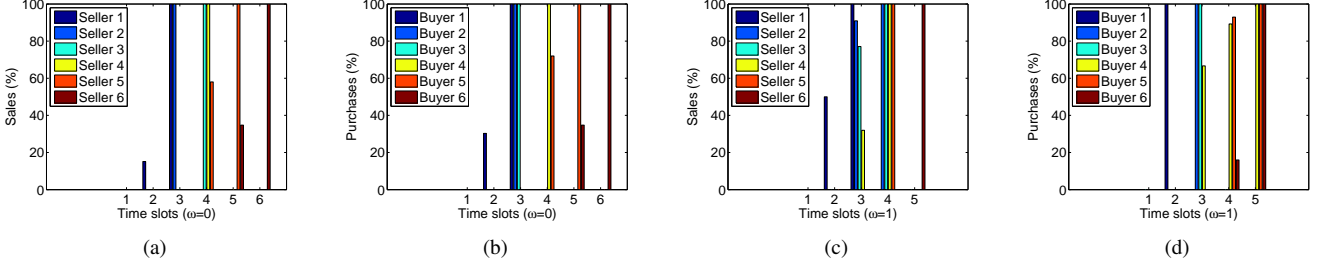 100
80
60
40
20
0
Sales (%)
Seller 1
Seller 2
Seller 3
Seller 4
Seller 5
Seller 6
1 2 3 4 5 6
Time slots (ω=0)
(a)
100
80
60
40
20
0
Purchases (%)
Buyer 1
Buyer 2
Buyer 3
Buyer 4
Buyer 5
Buyer 6
1 2 3 4 5 6
Time slots (ω=0)
(b)
100
80
60
40
20
0
Sales (%)
Seller 1
Seller 2
Seller 3
Seller 4
Seller 5
Seller 6
1 2 3 4 5
Time slots (ω=1)
(c)
100
80
60
40
20
0
Purchases (%)
Buyer 1
Buyer 2
Buyer 3
Buyer 4
Buyer 5
Buyer 6
1 2 3 4 5
Time slots (ω=1)
(d)